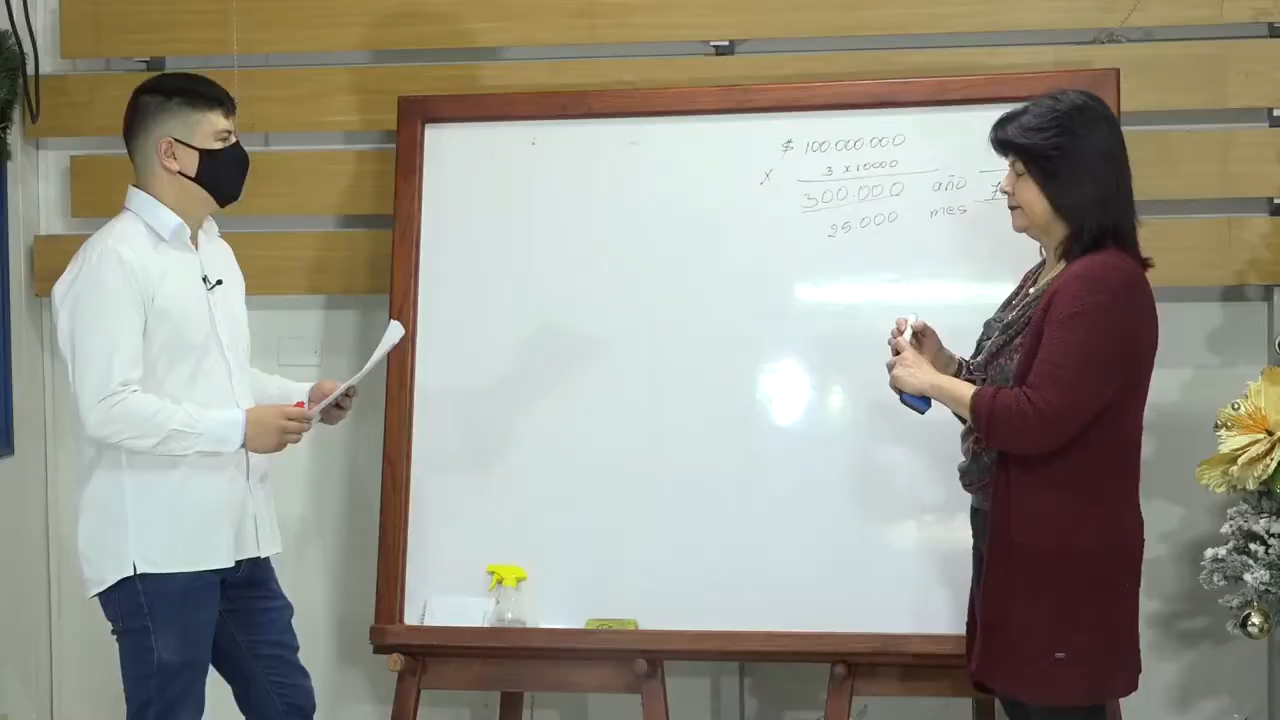 $ 100.000.000
x 3 x 10000
300.000 año
25.000 mes